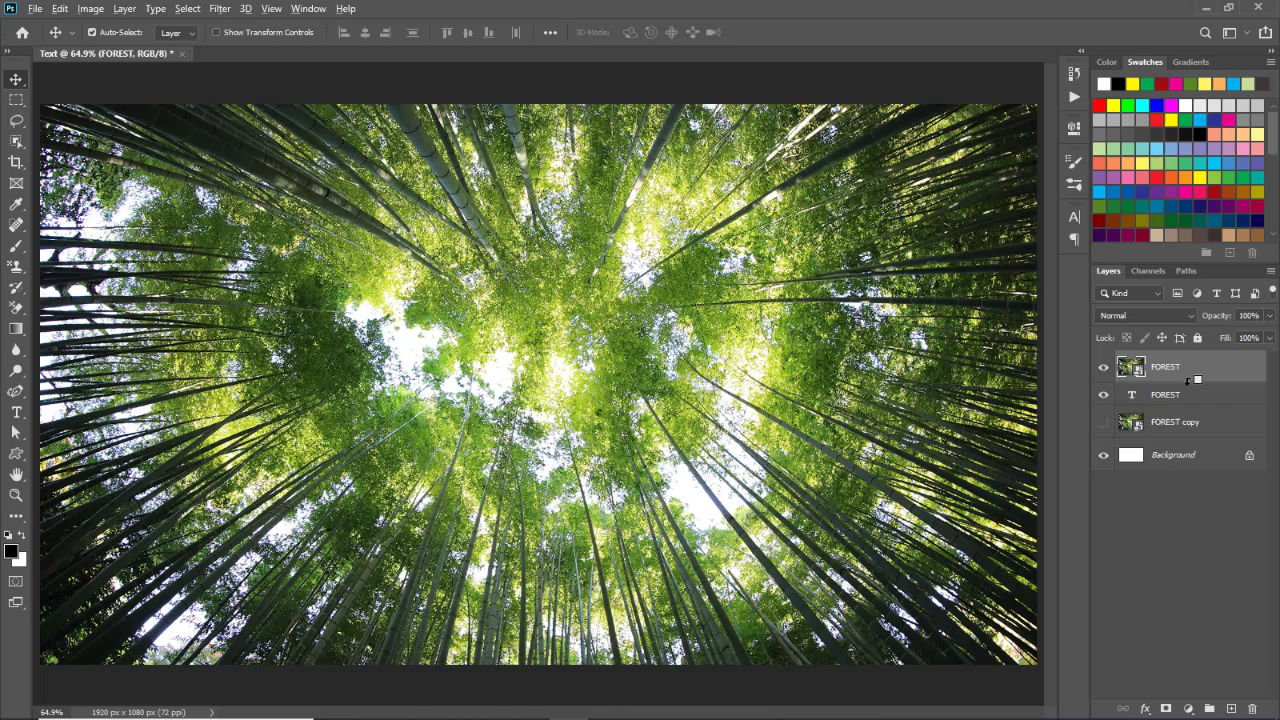 Ps File Edit Image Layer Type Select Filter 3D View Window Help
Auto-Select: Layer Show Transform Controls 3D Mode
Text @ 64.9% (FOREST, RGB/8) *
Color Swatches Gradients
Layers Channels Paths
Kind
Normal Opacity: 100%
Lock: Fill: 100%
FOREST
FOREST
FOREST copy
Background
64.9% 1920 px x 1080 px (72 ppi)